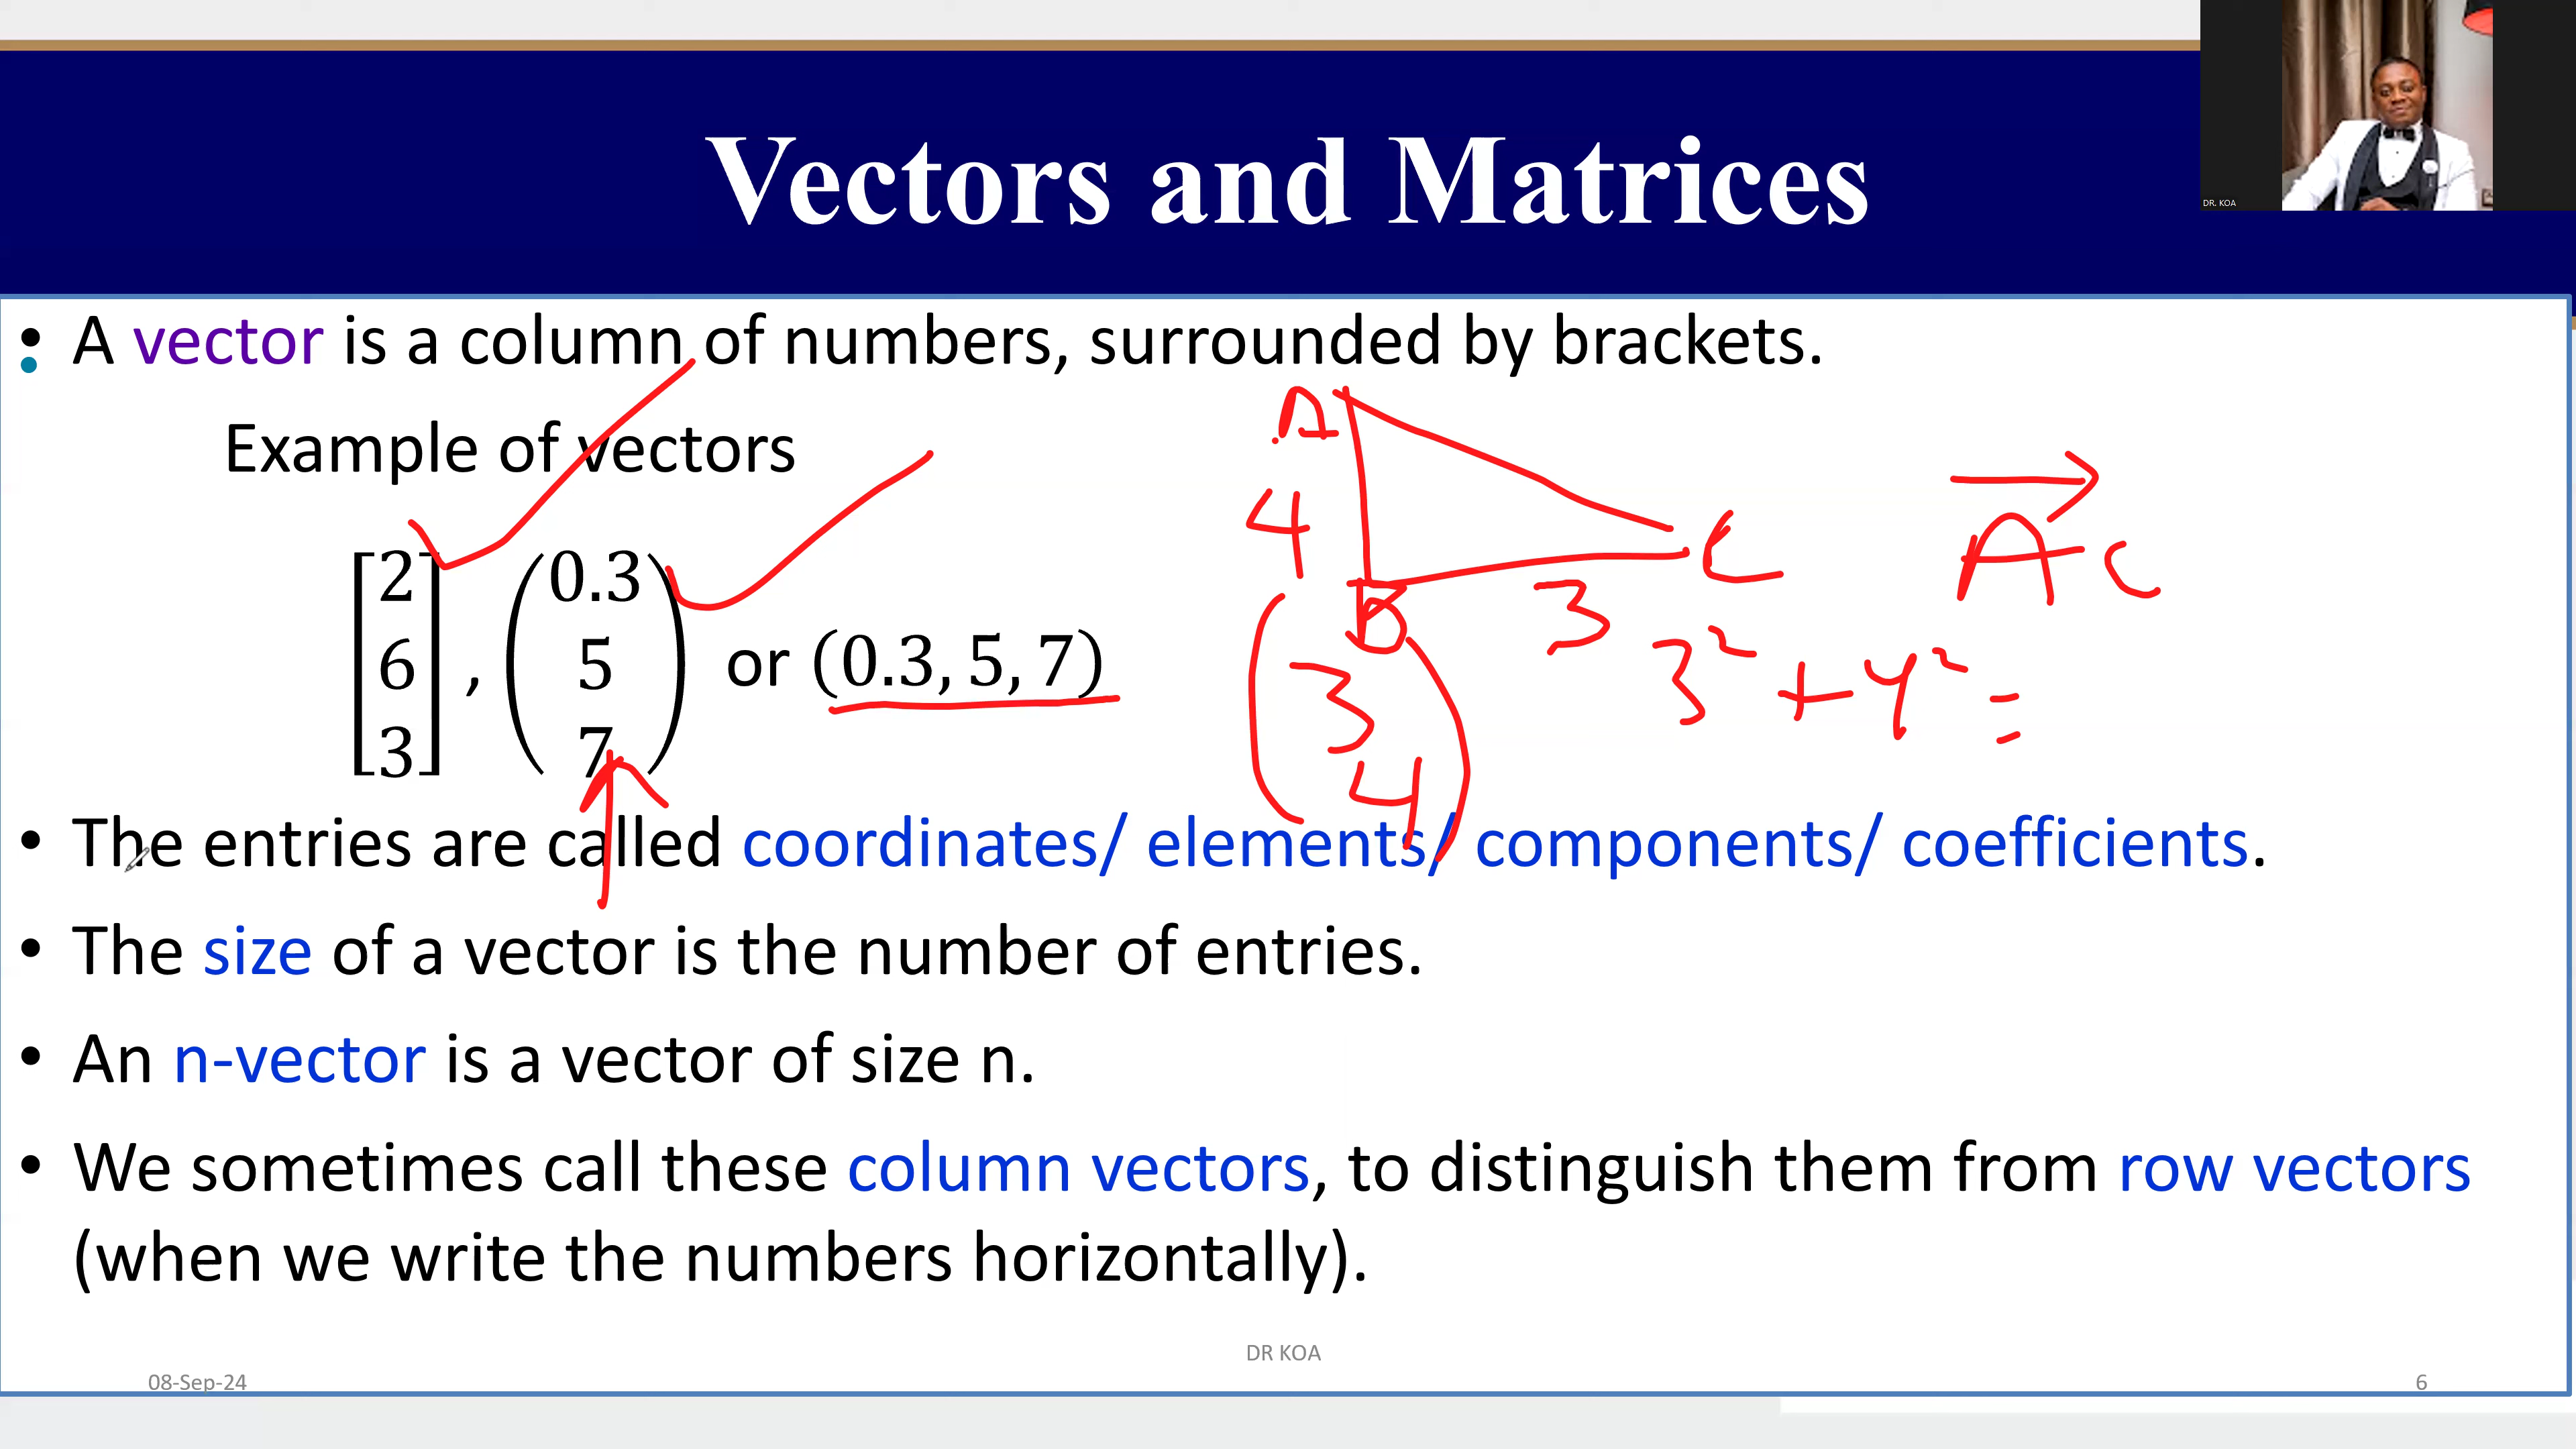 DR. KOA
Vectors and Matrices
• A vector is a column of numbers, surrounded by brackets.
Example of vectors
[2 6 3] , (0.3 5 7) or (0.3, 5, 7)
A
4
B
3
C
(3 4)
AC
3² + 4² =
• The entries are called coordinates/ elements/ components/ coefficients.
• The size of a vector is the number of entries.
• An n-vector is a vector of size n.
• We sometimes call these column vectors, to distinguish them from row vectors
(when we write the numbers horizontally).
DR KOA
08-Sep-24
6